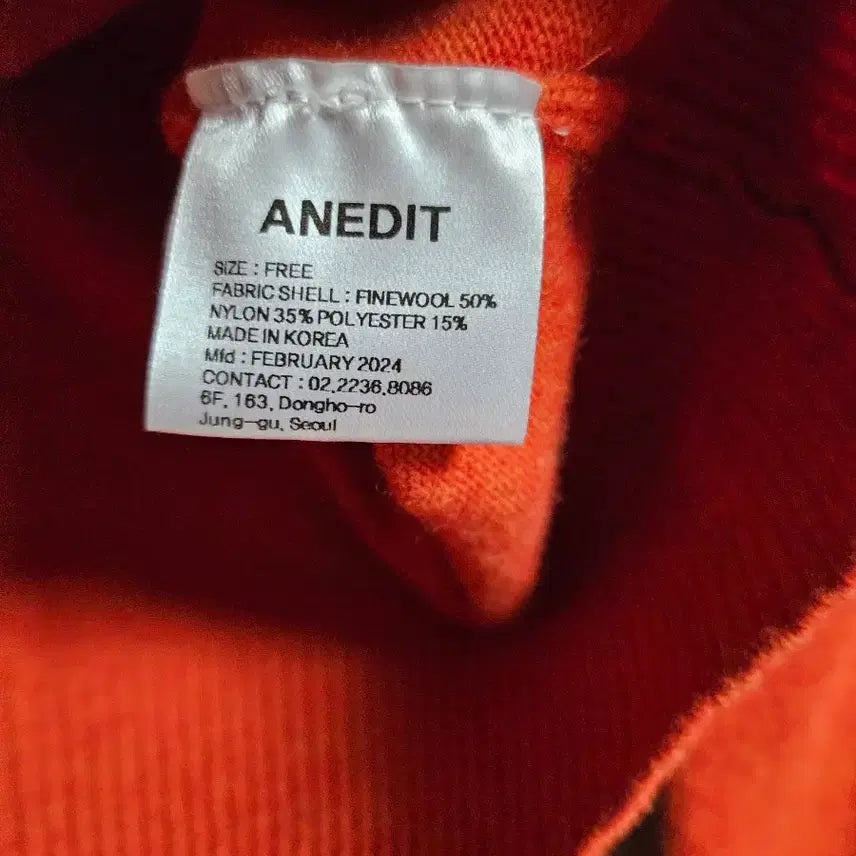 ANEDIT
SIZE : FREE
FABRIC SHELL : FINEWOOL 50%
NYLON 35% POLYESTER 15%
MADE IN KOREA
Mfd : FEBRUARY 2024
CONTACT : 02.2236.8086
6F, 163, Dongho-ro
Jung-gu, Seoul